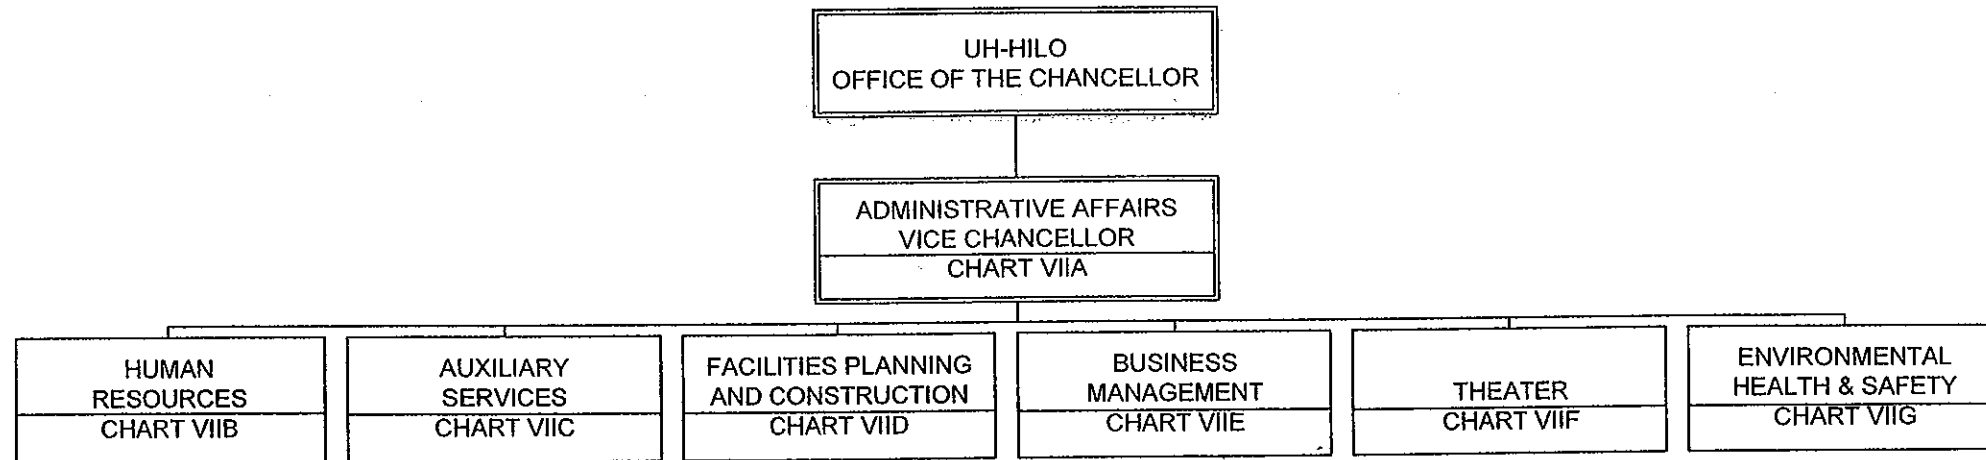 UH-HILO
OFFICE OF THE CHANCELLOR
ADMINISTRATIVE AFFAIRS
VICE CHANCELLOR
CHART VIIA
HUMAN
RESOURCES
CHART VIIB
AUXILIARY
SERVICES
CHART VIIC
FACILITIES PLANNING
AND CONSTRUCTION
CHART VIID
BUSINESS
MANAGEMENT
CHART VIIE
THEATER
CHART VIIF
ENVIRONMENTAL
HEALTH & SAFETY
CHART VIIG